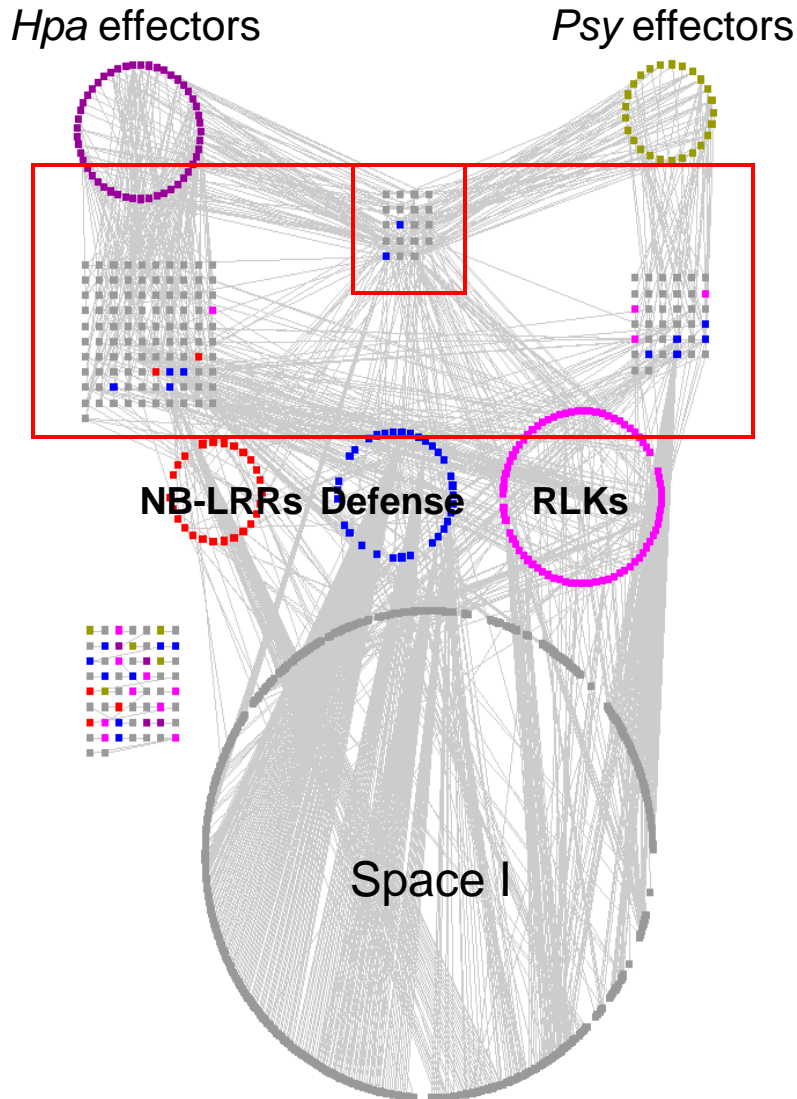 Hpa effectors
Psy effectors
NB-LRRs
Defense
RLKs
Space I